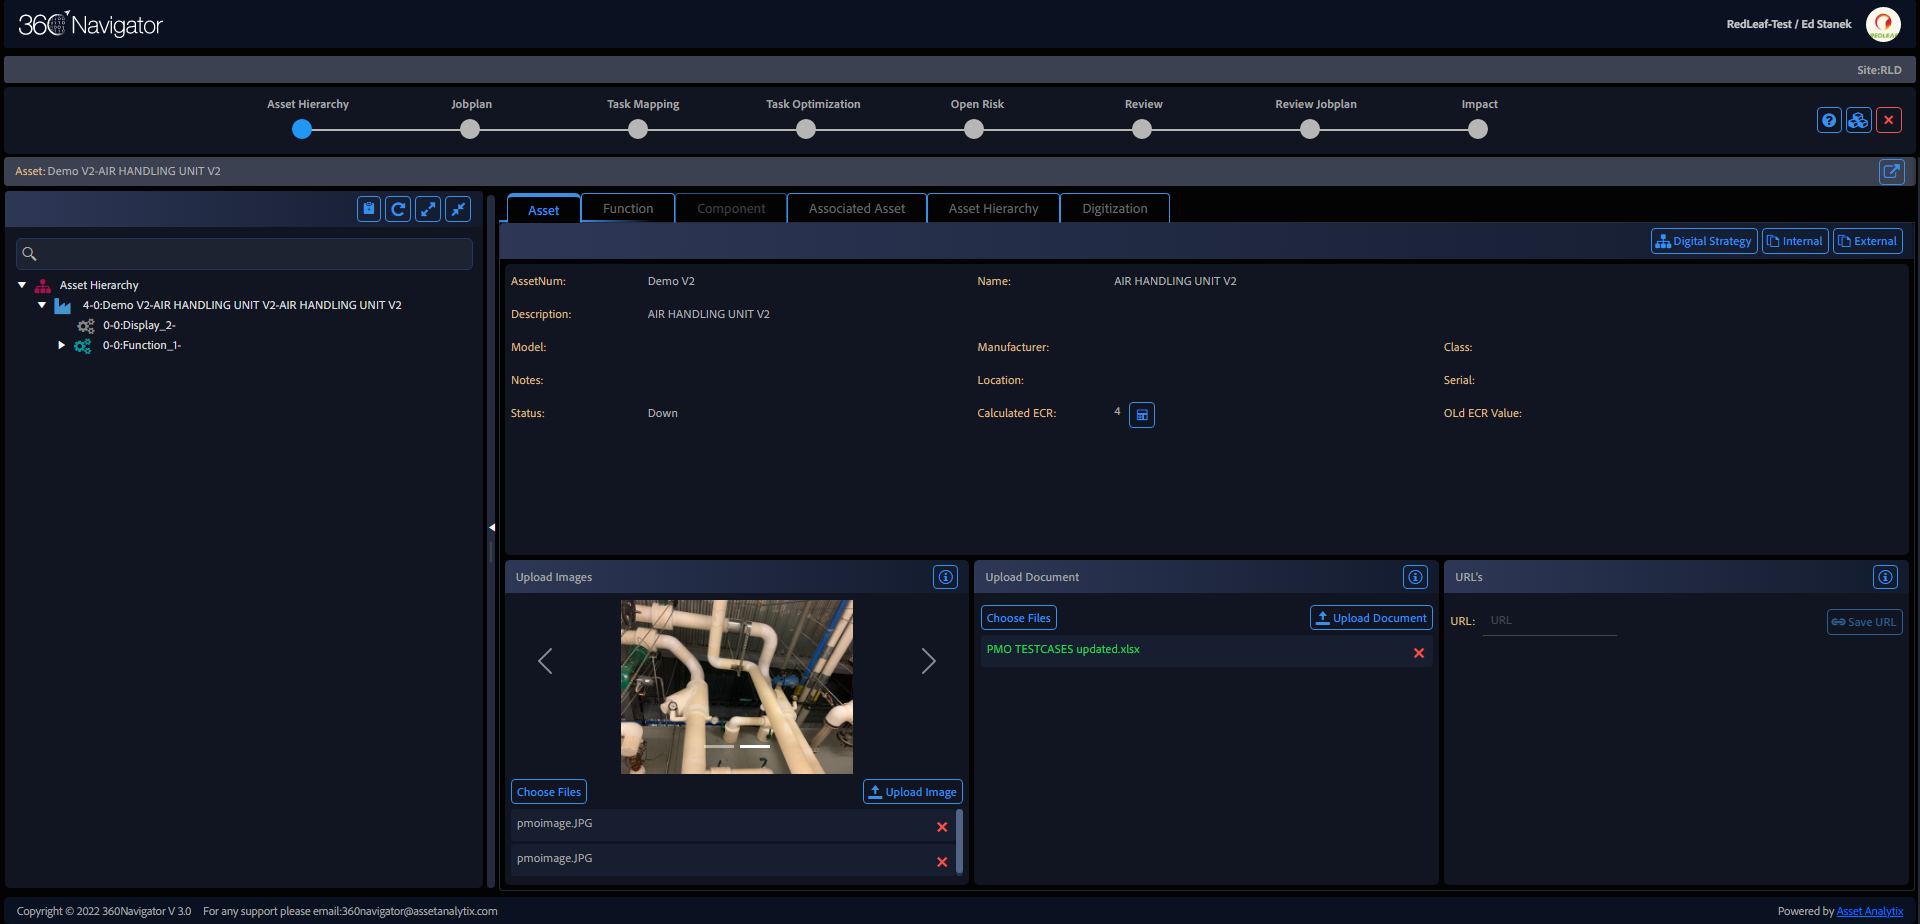 360 Navigator
RedLeaf-Test / Ed Stanek
REDLEAF
Site:RLD
Asset Hierarchy
Jobplan
Task Mapping
Task Optimization
Open Risk
Review
Review Jobplan
Impact
Asset: Demo V2-AIR HANDLING UNIT V2
Asset Hierarchy
4-0:Demo V2-AIR HANDLING UNIT V2-AIR HANDLING UNIT V2
0-0:Display_2-
0-0:Function_1-
Asset
Function
Component
Associated Asset
Asset Hierarchy
Digitization
Digital Strategy
Internal
External
AssetNum: Demo V2
Name: AIR HANDLING UNIT V2
Description: AIR HANDLING UNIT V2
Model:
Manufacturer:
Class:
Notes:
Location:
Serial:
Status: Down
Calculated ECR: 4
OLd ECR Value:
Upload Images
Choose Files
Upload Image
pmoimage.JPG
pmoimage.JPG
Upload Document
Choose Files
Upload Document
PMO TESTCASES updated.xlsx
URL's
URL: URL
Save URL
Copyright © 2022 360Navigator V 3.0
For any support please email:360navigator@assetanalytix.com
Powered by Asset Analytix